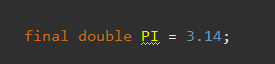 final double PI = 3.14;